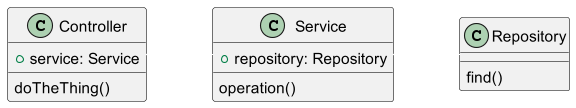 C Controller
+ service: Service
doTheThing()
C Service
+ repository: Repository
operation()
C Repository
find()